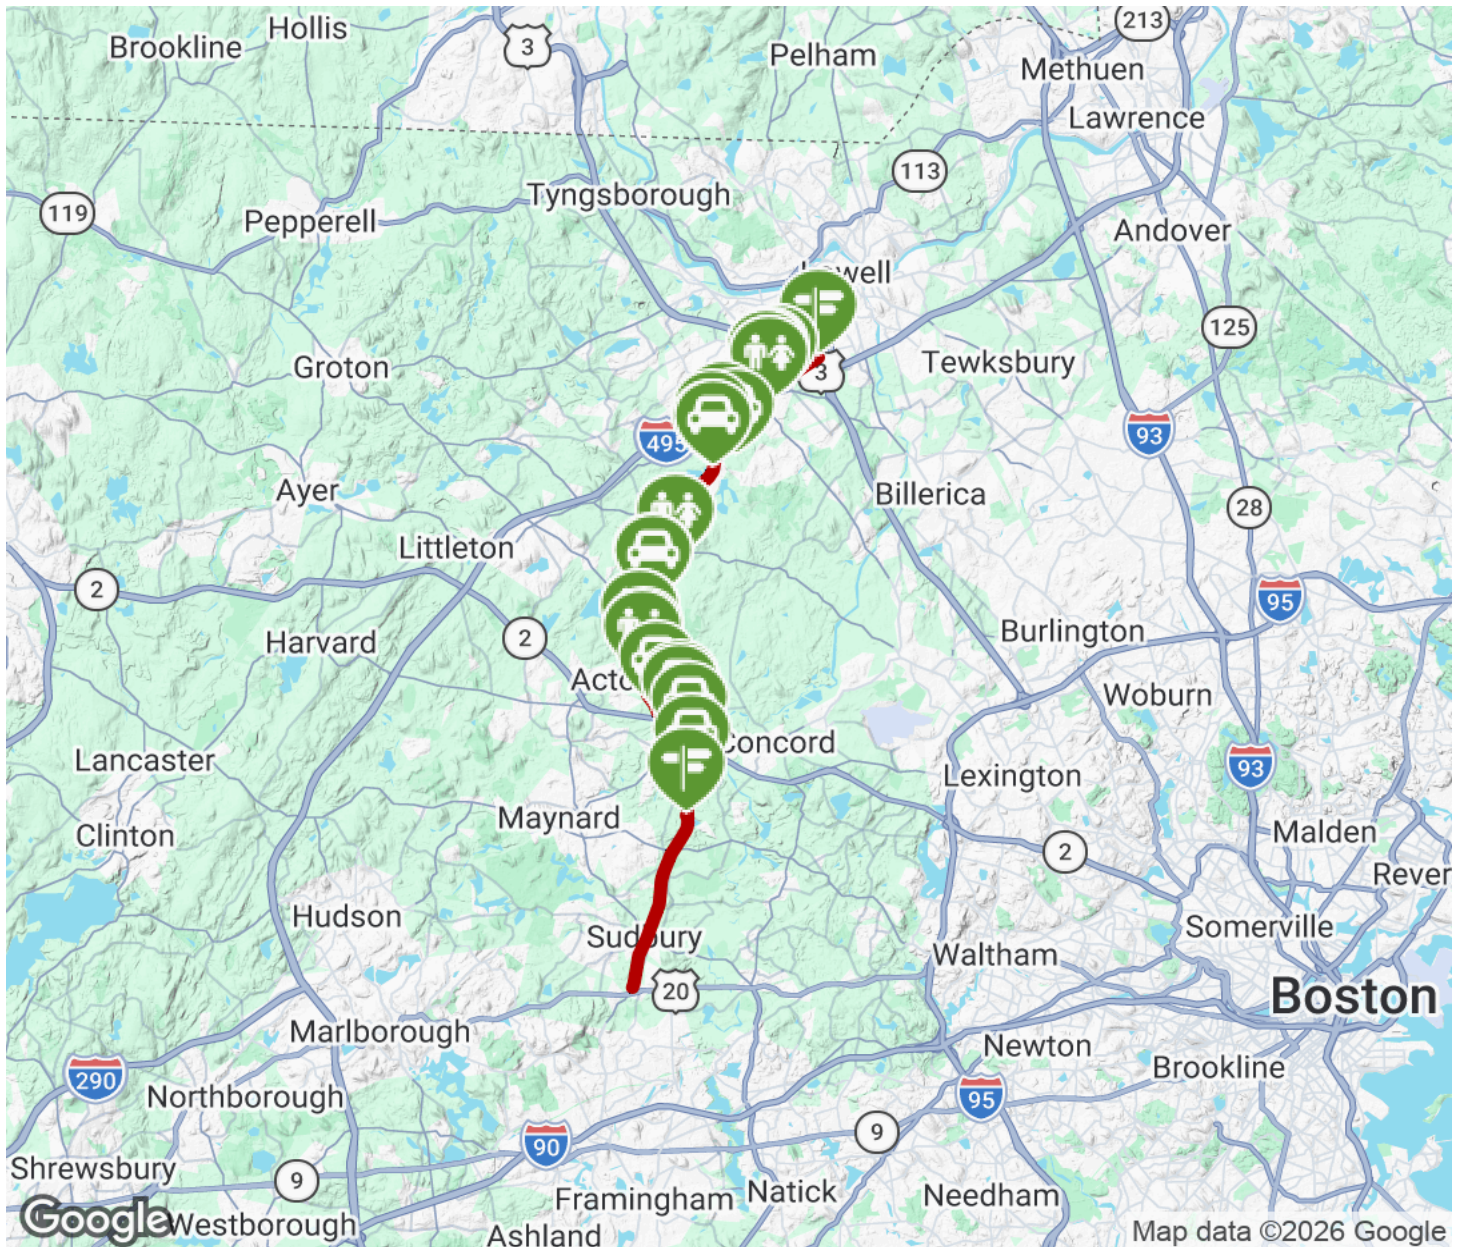 Hollis
Brookline
3
Pelham
213
Methuen
Lawrence
113
Tyngsborough
119
Pepperell
Andover
Lowell
125
Groton
Tewksbury
3
93
495
Ayer
Billerica
28
Littleton
2
95
Harvard
2
Burlington
Acto
Woburn
Concord
Lancaster
Lexington
93
Maynard
Malden
Clinton
2
Rever
Hudson
Sudbury
Somerville
Waltham
20
Boston
Marlborough
Newton
Brookline
290
Northborough
95
90
9
Shrewsbury
9
Framingham
Natick
Needham
Google
Westborough
Ashland
Map data ©2026 Google